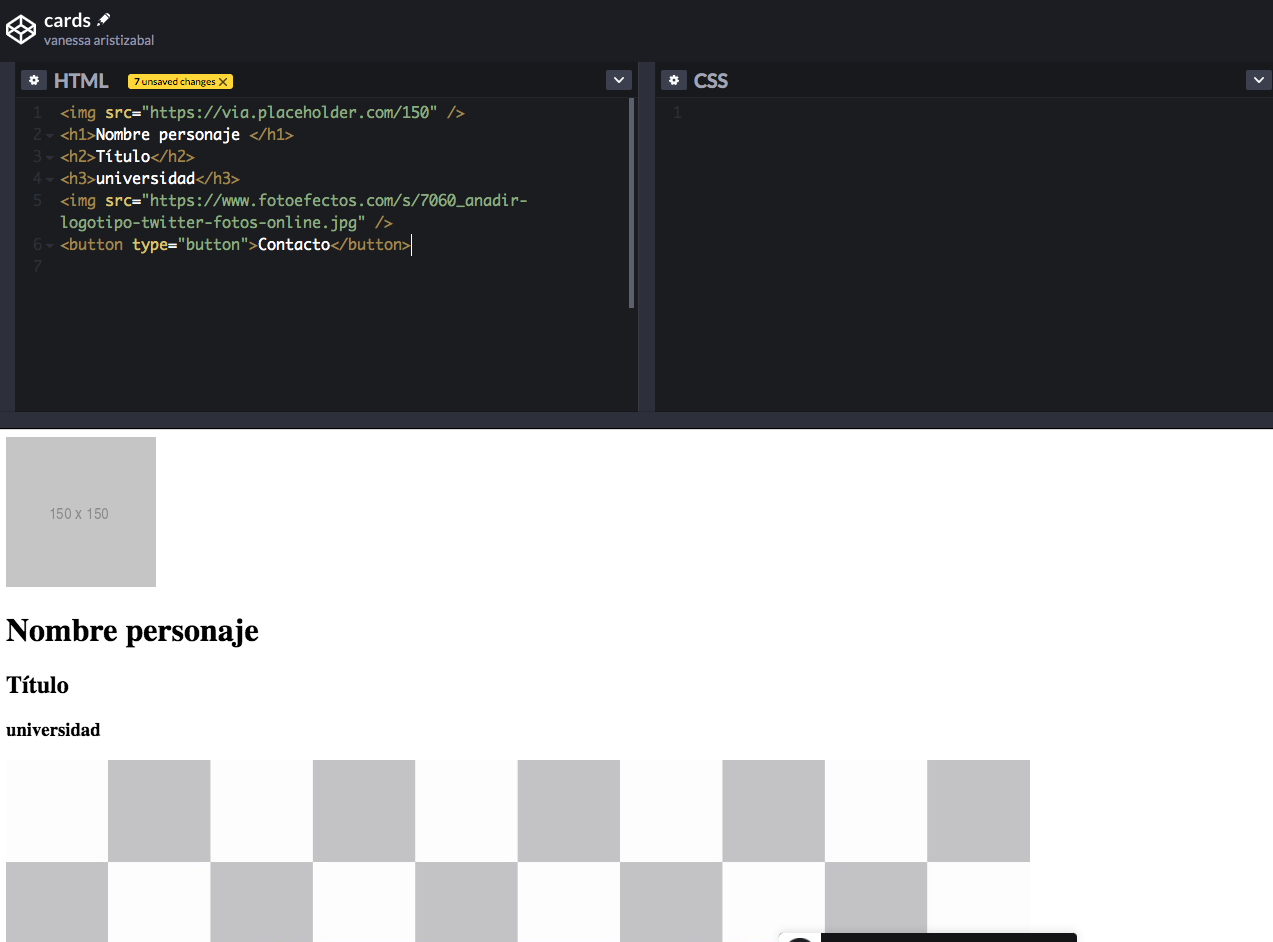 cards
vanessa aristizabal
HTML 7 unsaved changes X
CSS
1 <img src="https://via.placeholder.com/150" />
2 <h1>Nombre personaje </h1>
3 <h2>Título</h2>
4 <h3>universidad</h3>
5 <img src="https://www.fotoefectos.com/s/7060_anadir-
logotipo-twitter-fotos-online.jpg" />
6 <button type="button">Contacto</button>
7
1
150 x 150
Nombre personaje
Título
universidad